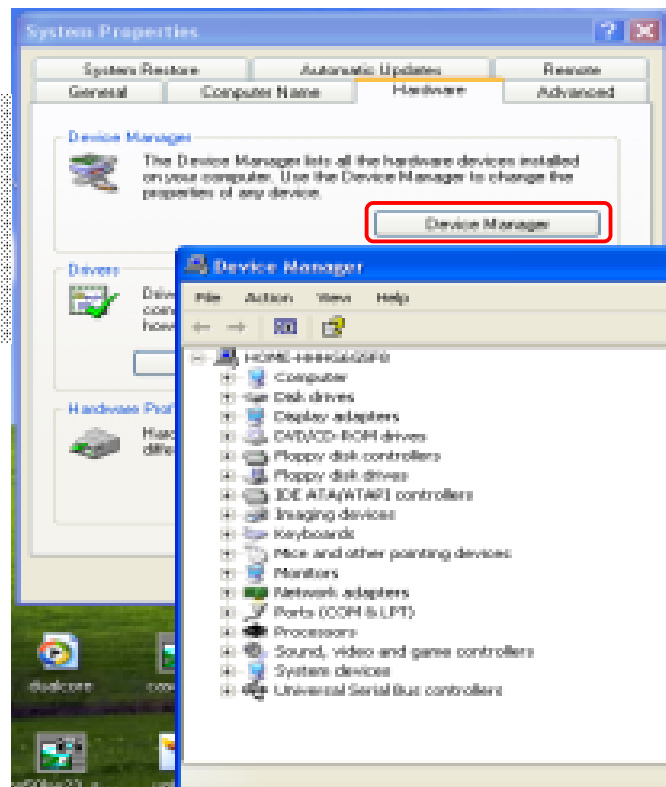 System Properties
System Restore Automatic Updates Remote
General Computer Name Hardware Advanced
Device Manager
The Device Manager lists all the hardware devices installed
on your computer. Use the Device Manager to change the
properties of any device.
Device Manager
Drivers
Device Manager
File Action View Help
Computer
Disk drives
Display adapters
DVD/CD-ROM drives
Floppy disk controllers
Floppy disk drives
IDE ATA/ATAPI controllers
Imaging devices
Keyboards
Mice and other pointing devices
Monitors
Network adapters
Ports (COM & LPT)
Processors
Sound, video and game controllers
System devices
Universal Serial Bus controllers
Hardware Prof
dualcore